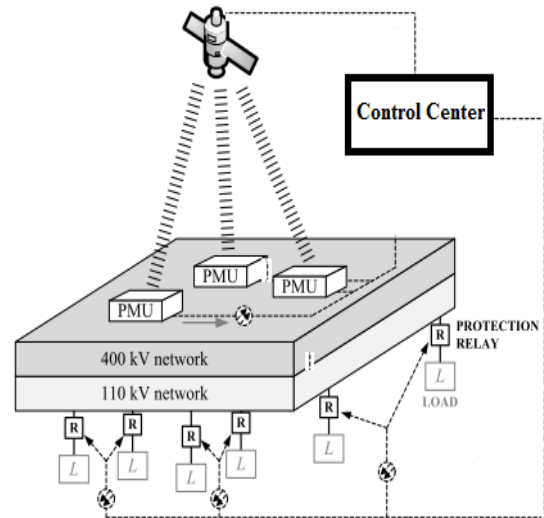 Control Center
PMU
PMU
PMU
400 kV network
110 kV network
PROTECTION
RELAY
R
L
LOAD
R
L
R
L
R
L
R
L
R
L